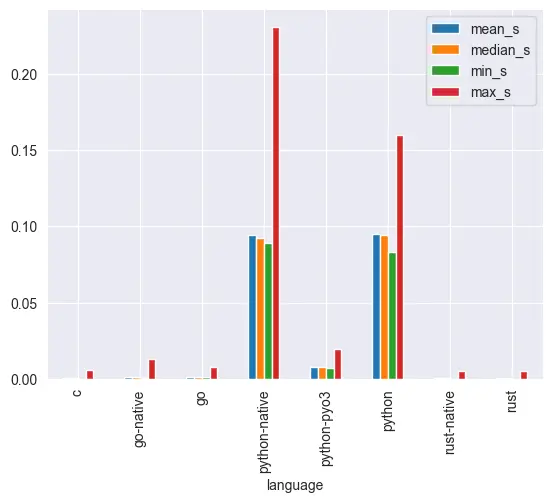 mean_s
median_s
min_s
max_s
0.20
0.15
0.10
0.05
0.00
c
go-native
go
python-native
python-pyo3
python
rust-native
rust
language